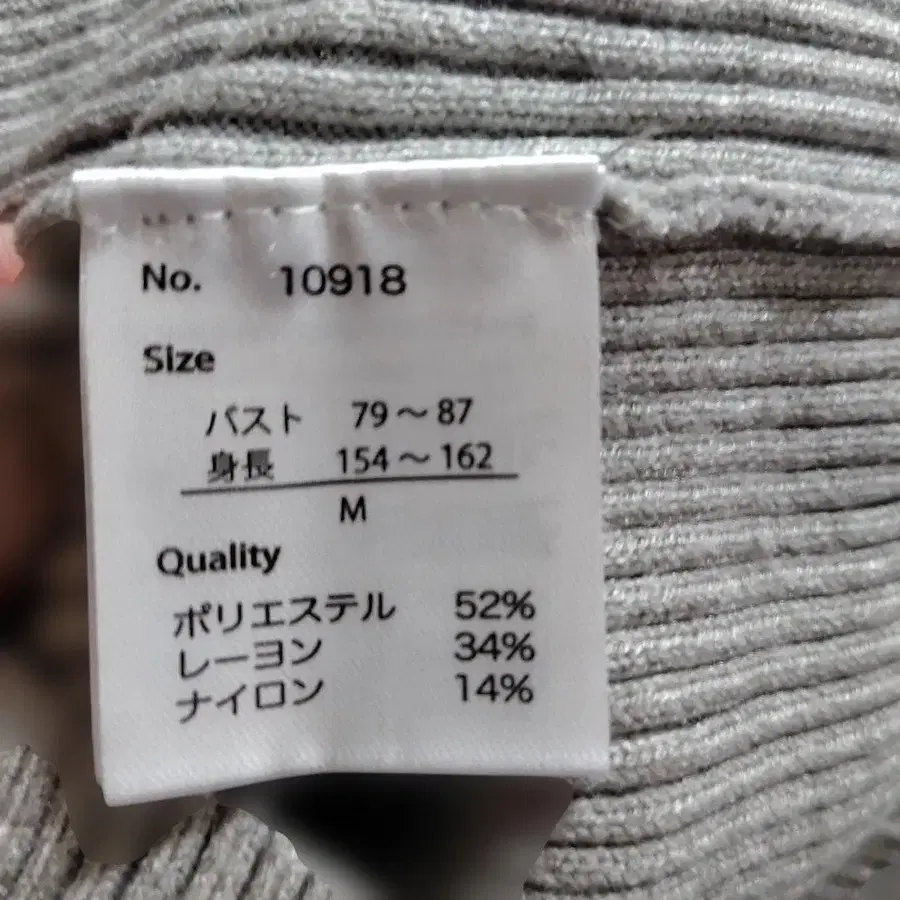 No. 10918
Size
バスト 79～87
身長 154～162
M
Quality
ポリエステル 52%
レーヨン 34%
ナイロン 14%